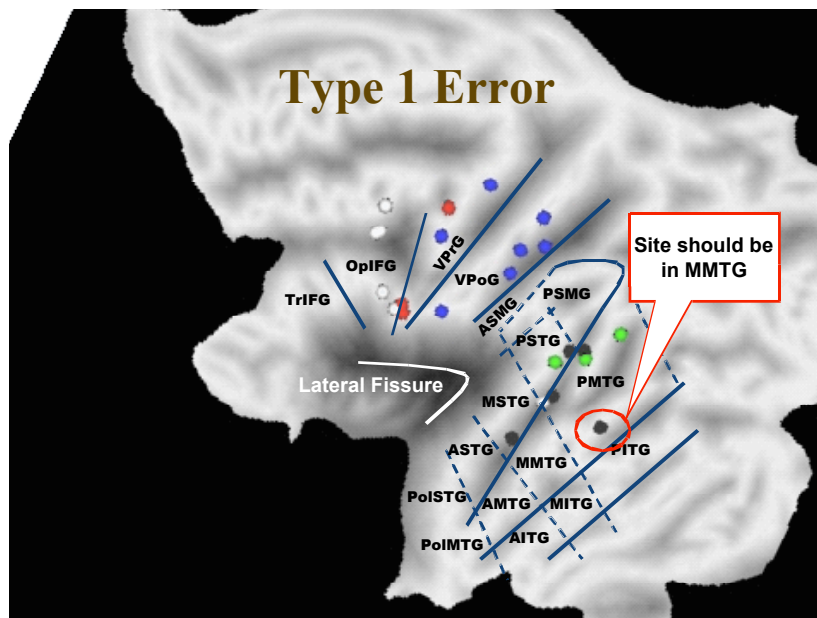 Type 1 Error
Site should be
in MMTG
OpIFG
VPrG
VPoG
TrIFG
ASMG
PSMG
PSTG
PMTG
Lateral Fissure
MSTG
ASTG
MMTG
PITG
PolSTG
AMTG
MITG
PolMTG
AITG